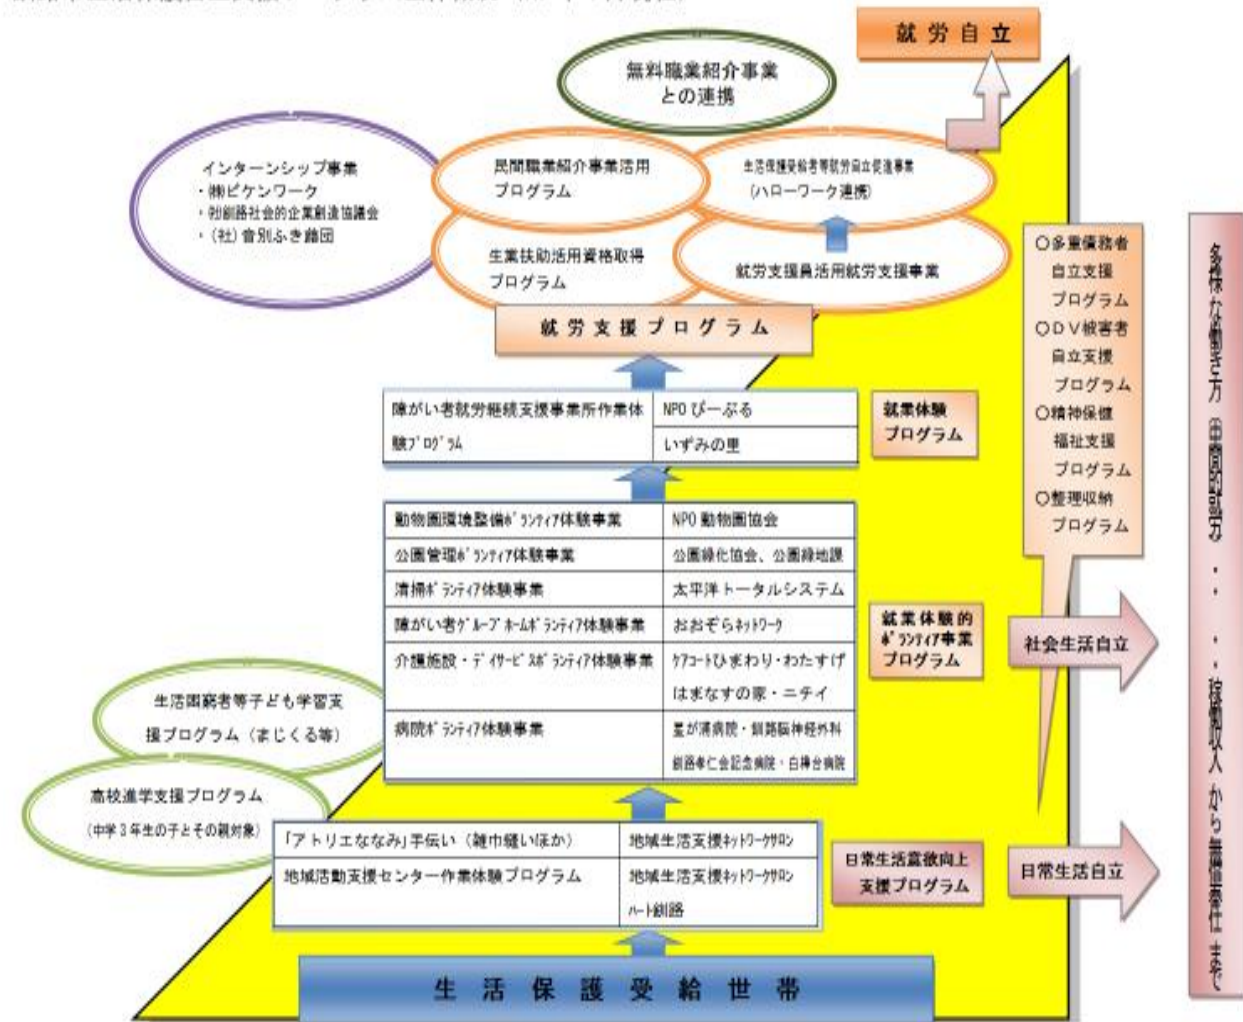 就労自立
無料職業紹介事業
との連携
インターンシップ事業
・㈱ビケンワーク
・㈳釧路社会的企業創造協議会
・（社）音別ふき蕗団
民間職業紹介事業活用
プログラム
生活保護受給者等就労自立促進事業
（ハローワーク連携）
生業扶助活用資格取得
プログラム
就労支援員活用就労支援事業
就労支援プログラム
〇多重債務者
自立支援
プログラム
〇ＤＶ被害者
自立支援
プログラム
〇精神保健
福祉支援
プログラム
〇整理収納
プログラム
障がい者就労継続支援事業所作業体
験ﾌﾟﾛｸﾞﾗﾑ
NPO ぴーぷる
いずみの里
就業体験
プログラム
動物園環境整備ﾎﾞﾗﾝﾃｨｱ体験事業
NPO 動物園協会
公園管理ﾎﾞﾗﾝﾃｨｱ体験事業
公園緑化協会、公園緑地課
清掃ﾎﾞﾗﾝﾃｨｱ体験事業
太平洋トータルシステム
障がい者ｸﾞﾙｰﾌﾟﾎｰﾑﾎﾞﾗﾝﾃｨｱ体験事業
おおぞらﾈｯﾄﾜｰｸ
介護施設・ﾃﾞｲｻｰﾋﾞｽﾎﾞﾗﾝﾃｨｱ体験事業
ｹｱｺｰﾄひまわり・わたすげ
はまなすの家・ニチイ
病院ﾎﾞﾗﾝﾃｨｱ体験事業
星が浦病院・釧路脳神経外科
釧路孝仁会記念病院・白樺台病院
就業体験的
ﾎﾞﾗﾝﾃｨｱ事業
プログラム
社会生活自立
生活困窮者等子ども学習支
援プログラム（まじくる等）
高校進学支援プログラム
（中学３年生の子とその親対象）
「アトリエななみ」手伝い（雑巾縫いほか）
地域生活支援ﾈｯﾄﾜｰｸｻﾛﾝ
地域活動支援センター作業体験プログラム
地域生活支援ﾈｯﾄﾜｰｸｻﾛﾝ
ﾊｰﾄ釧路
日常生活意欲向上
支援プログラム
日常生活自立
生活保護受給世帯
多様な働き方（中間的就労）・・・・稼働収入から無償奉仕まで